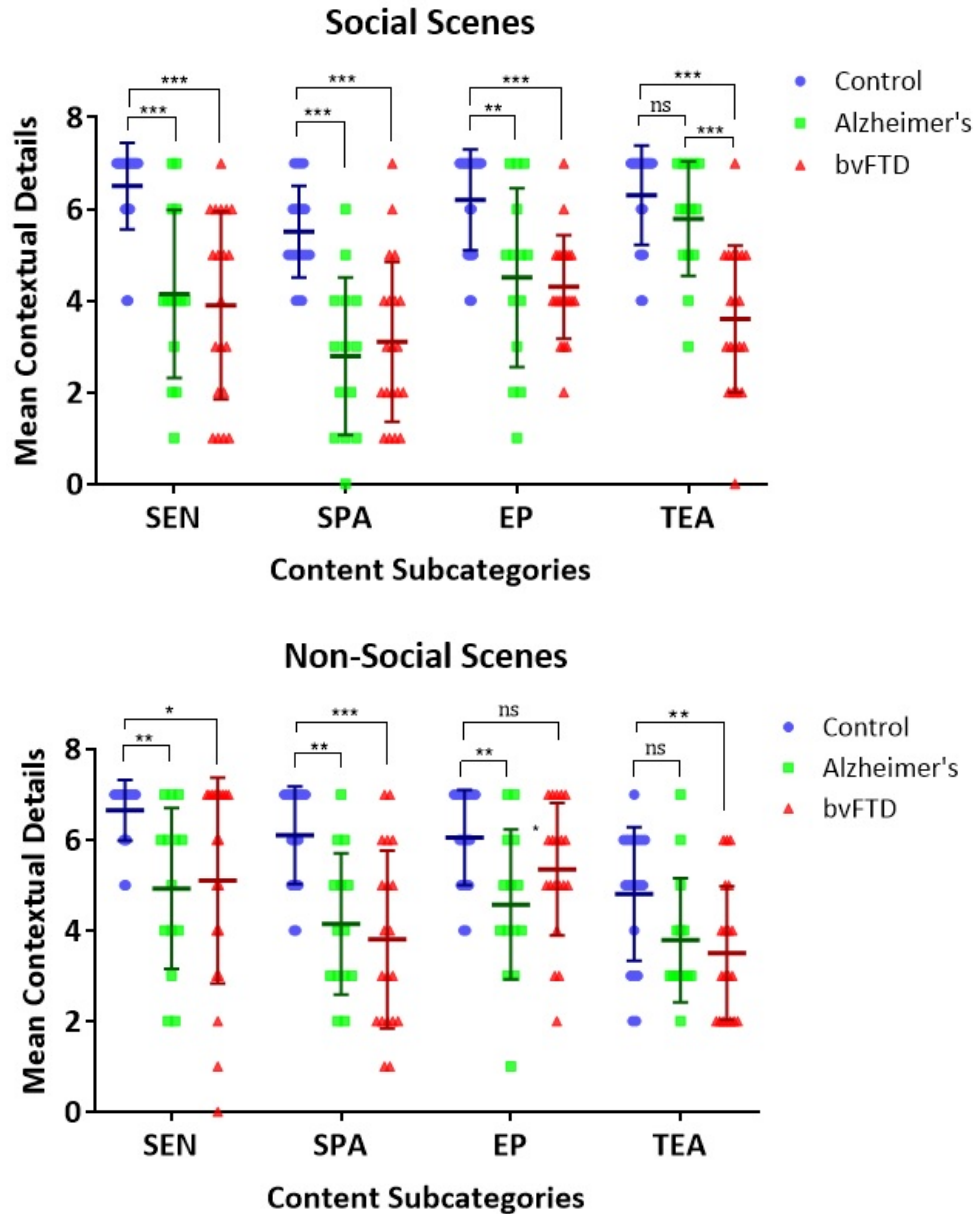 Social Scenes
Mean Contextual Details
8
6
4
2
0
***
***
***
***
***
**
***
ns
***
Control
Alzheimer's
bvFTD
SEN
SPA
EP
TEA
Content Subcategories
Non-Social Scenes
Mean Contextual Details
8
6
4
2
0
*
**
***
**
ns
**
*
**
ns
Control
Alzheimer's
bvFTD
SEN
SPA
EP
TEA
Content Subcategories